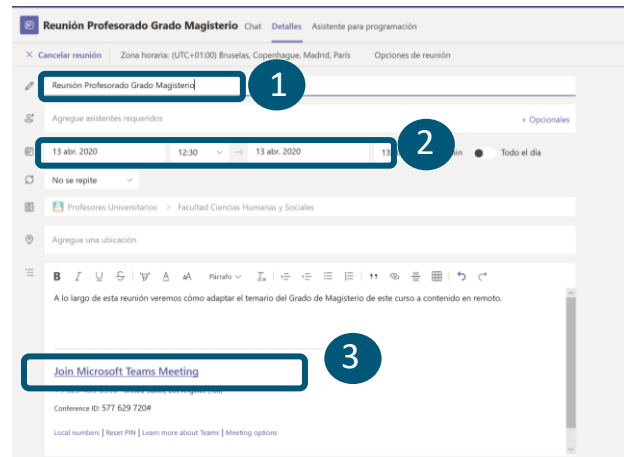 Reunión Profesorado Grado Magisterio Chat Detalles Asistente para programación
Cancelar reunión Zona horaria: (UTC+01:00) Bruselas, Copenhague, Madrid, París Opciones de reunión
Reunión Profesorado Grado Magisterio
1
Agregue asistentes requeridos + Opcionales
13 abr. 2020 12:30 → 13 abr. 2020 13 2 Todo el día
No se repite
Profesores Universitarios > Facultad Ciencias Humanas y Sociales
Agregue una ubicación
B I U S A AA Párrafo
A lo largo de esta reunión veremos cómo adaptar el temario del Grado de Magisterio de este curso a contenido en remoto.
3
Join Microsoft Teams Meeting
Conference ID: 577 629 720#
Local numbers | Reset PIN | Learn more about Teams | Meeting options